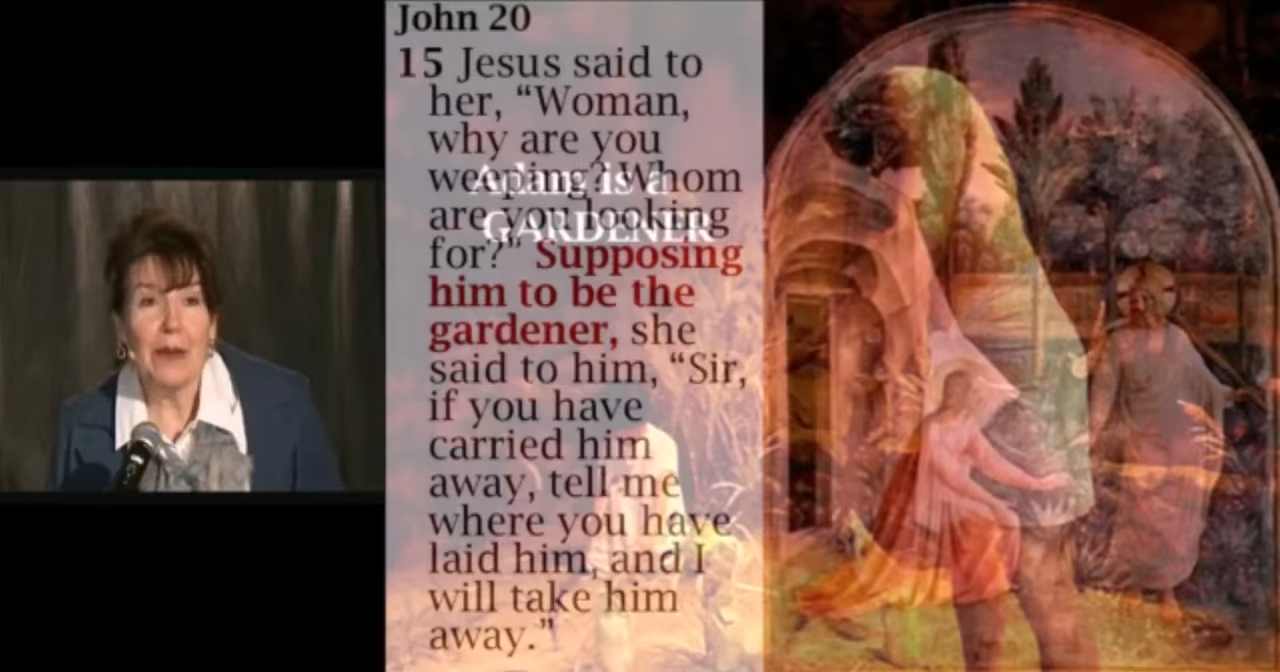 John 20
15 Jesus said to
her, “Woman,
why are you
weeping? Whom
are you looking
for?” Supposing
him to be the
gardener, she
said to him, “Sir,
if you have
carried him
away, tell me
where you have
laid him, and I
will take him
away.”
Adam is a
GARDENER